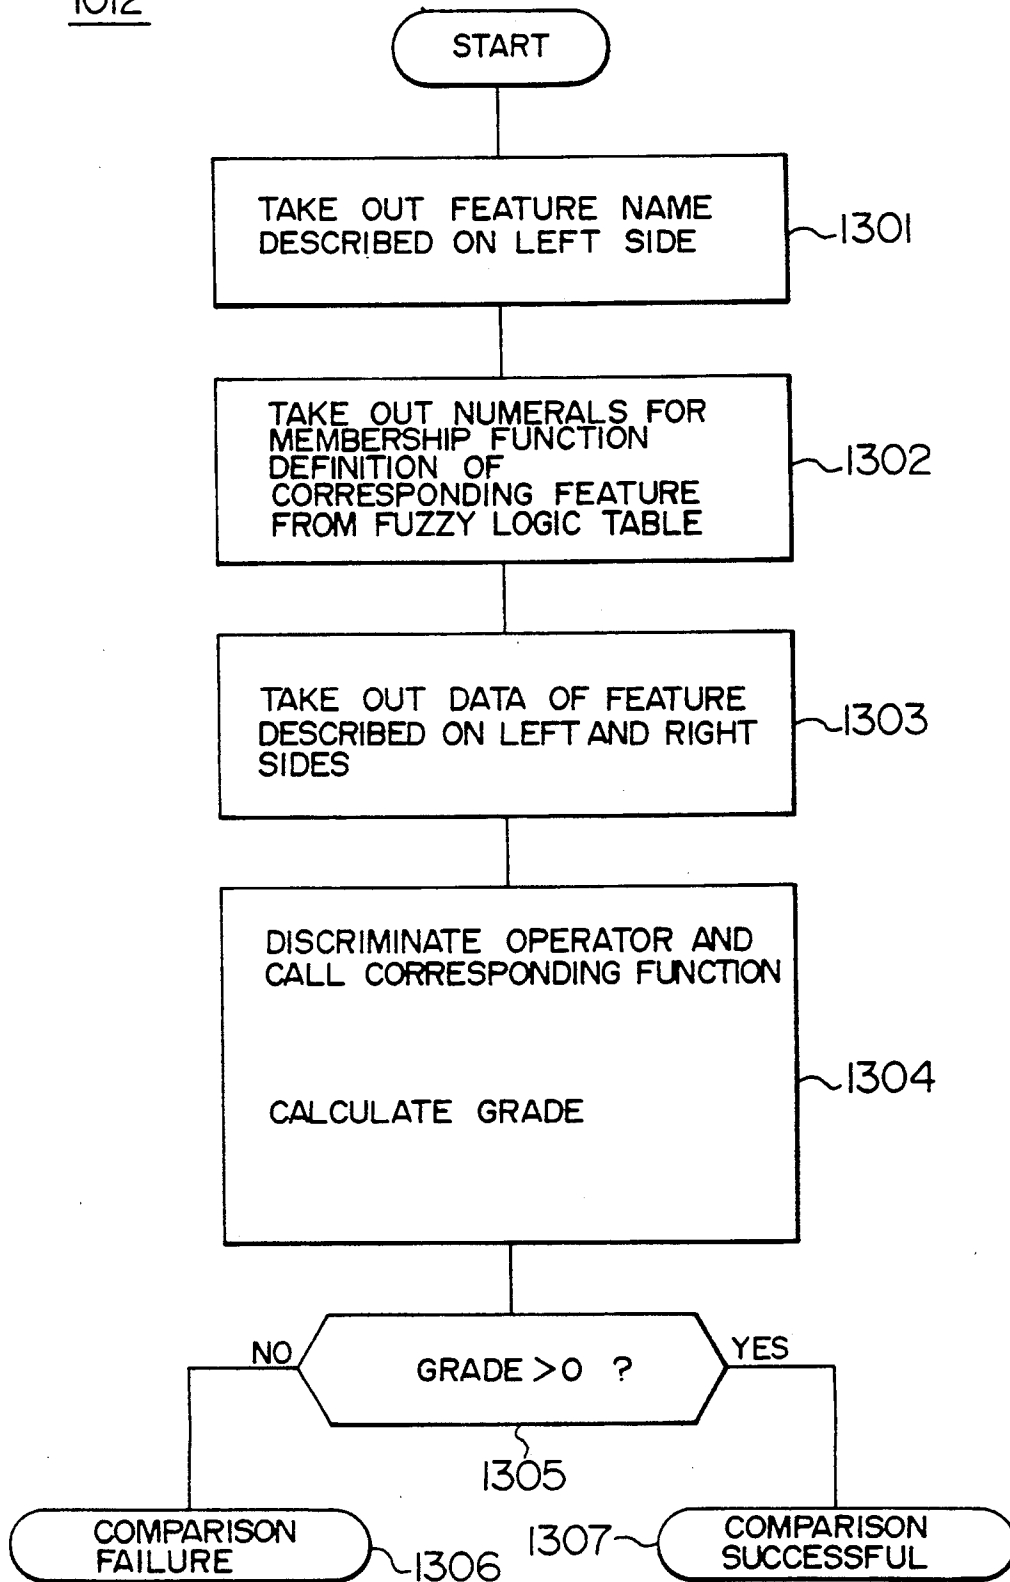 1012
START
TAKE OUT FEATURE NAME
DESCRIBED ON LEFT SIDE
1301
TAKE OUT NUMERALS FOR
MEMBERSHIP FUNCTION
DEFINITION OF
CORRESPONDING FEATURE
FROM FUZZY LOGIC TABLE
1302
TAKE OUT DATA OF FEATURE
DESCRIBED ON LEFT AND RIGHT
SIDES
1303
DISCRIMINATE OPERATOR AND
CALL CORRESPONDING FUNCTION
CALCULATE GRADE
1304
NO
GRADE > 0 ?
YES
1305
COMPARISON
FAILURE
1306
1307
COMPARISON
SUCCESSFUL